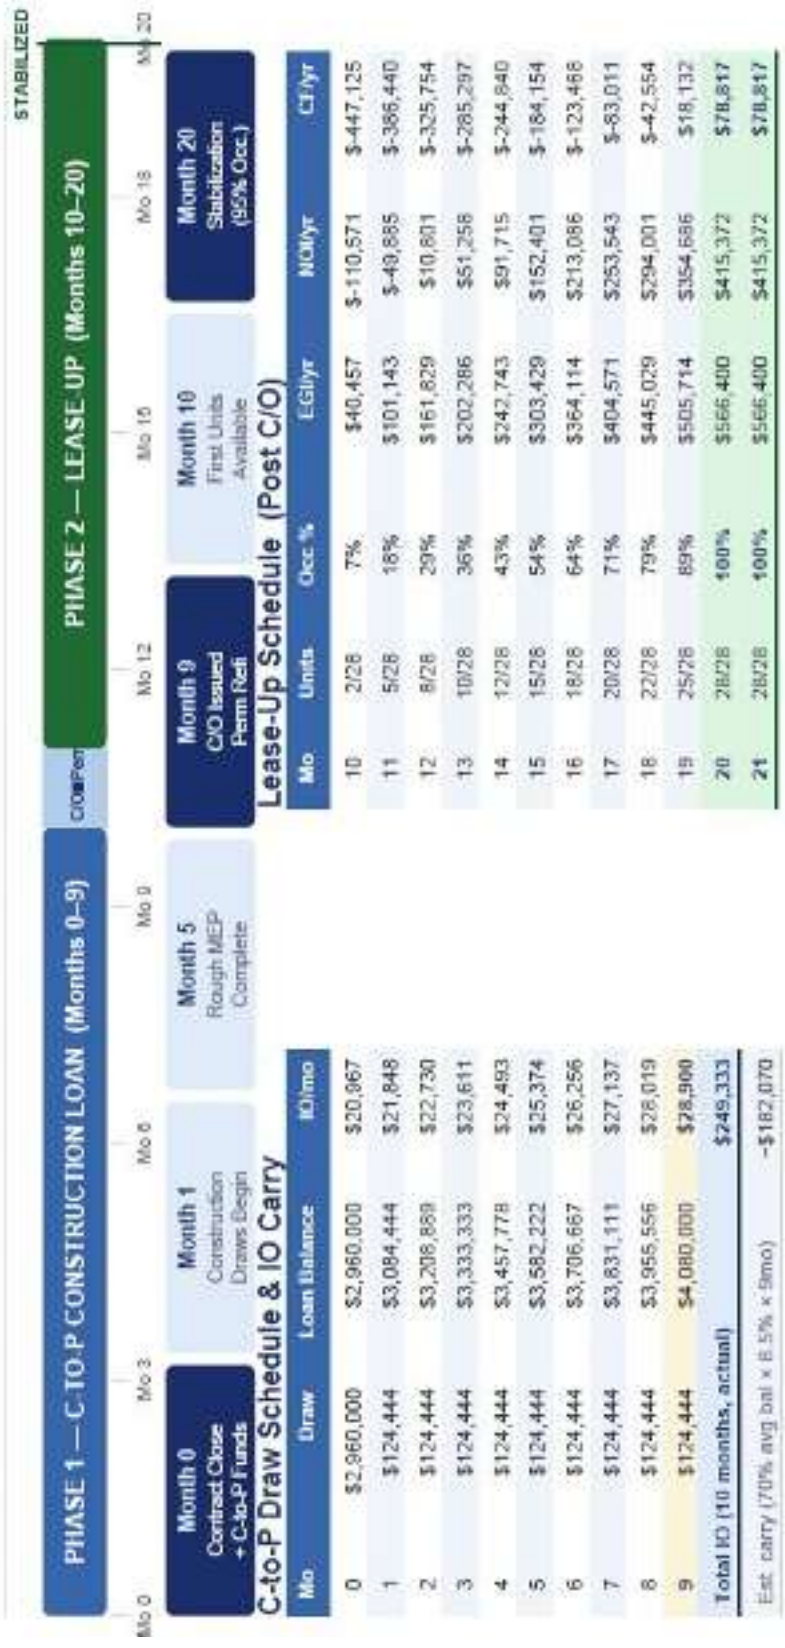 STABILIZED
PHASE 1 — C-TO-P CONSTRUCTION LOAN (Months 0–9)
C/O■Perm
PHASE 2 — LEASE-UP (Months 10–20)
Mo 0
Mo 3
Mo 6
Mo 9
Mo 12
Mo 15
Mo 18
Mo 20
Month 0
Contract Close
+ C-to-P Funds
Month 1
Construction
Draws Begin
Month 5
Rough MEP
Complete
Month 9
C/O Issued
Perm Refi
Month 10
First Units
Available
Month 20
Stabilization
(95% Occ.)
C-to-P Draw Schedule & IO Carry
Mo Draw Loan Balance IO/mo
0 $2,960,000 $2,960,000 $20,967
1 $124,444 $3,084,444 $21,848
2 $124,444 $3,208,889 $22,730
3 $124,444 $3,333,333 $23,611
4 $124,444 $3,457,778 $24,493
5 $124,444 $3,582,222 $25,374
6 $124,444 $3,706,667 $26,256
7 $124,444 $3,831,111 $27,137
8 $124,444 $3,955,556 $28,019
9 $124,444 $4,080,000 $28,900
Total IO (10 months, actual) $249,333
Est. carry (70% avg bal × 8.5% × 9mo) ~$182,070
Lease-Up Schedule (Post C/O)
Mo Units Occ % EGI/yr NOI/yr CF/yr
10 2/28 7% $40,457 $-110,571 $-447,125
11 5/28 18% $101,143 $-49,885 $-386,440
12 8/28 29% $161,829 $10,801 $-325,754
13 10/28 36% $202,286 $51,258 $-285,297
14 12/28 43% $242,743 $91,715 $-244,840
15 15/28 54% $303,429 $152,401 $-184,154
16 18/28 64% $364,114 $213,086 $-123,468
17 20/28 71% $404,571 $253,543 $-83,011
18 22/28 79% $445,029 $294,001 $-42,554
19 25/28 89% $505,714 $354,686 $18,132
20 28/28 100% $566,400 $415,372 $78,817
21 28/28 100% $566,400 $415,372 $78,817